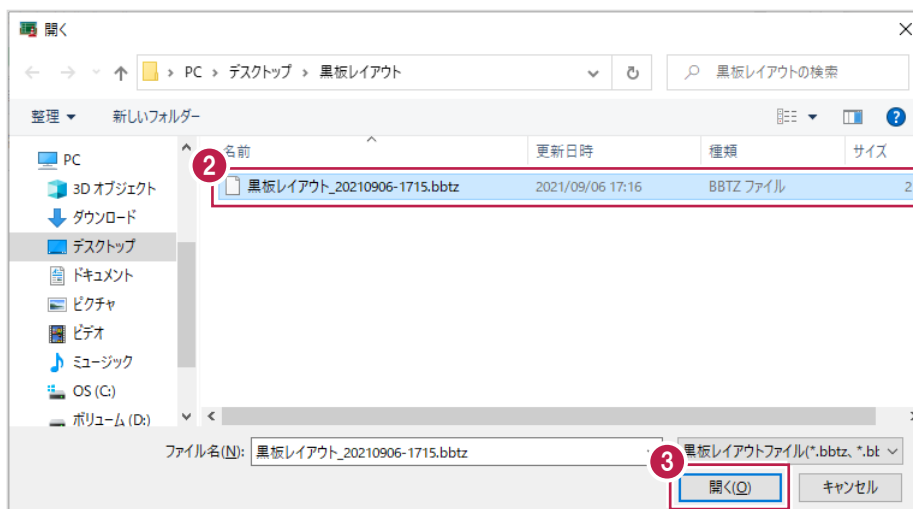 開く
PC › デスクトップ › 黒板レイアウト
黒板レイアウトの検索
整理 新しいフォルダー
名前 更新日時 種類 サイズ
2
黒板レイアウト_20210906-1715.bbtz 2021/09/06 17:16 BBTZ ファイル 2
PC
3D オブジェクト
ダウンロード
デスクトップ
ドキュメント
ピクチャ
ビデオ
ミュージック
OS (C:)
ボリューム (D:)
ファイル名(N): 黒板レイアウト_20210906-1715.bbtz
黒板レイアウトファイル(*.bbtz、*.bb
3
開く(O) キャンセル